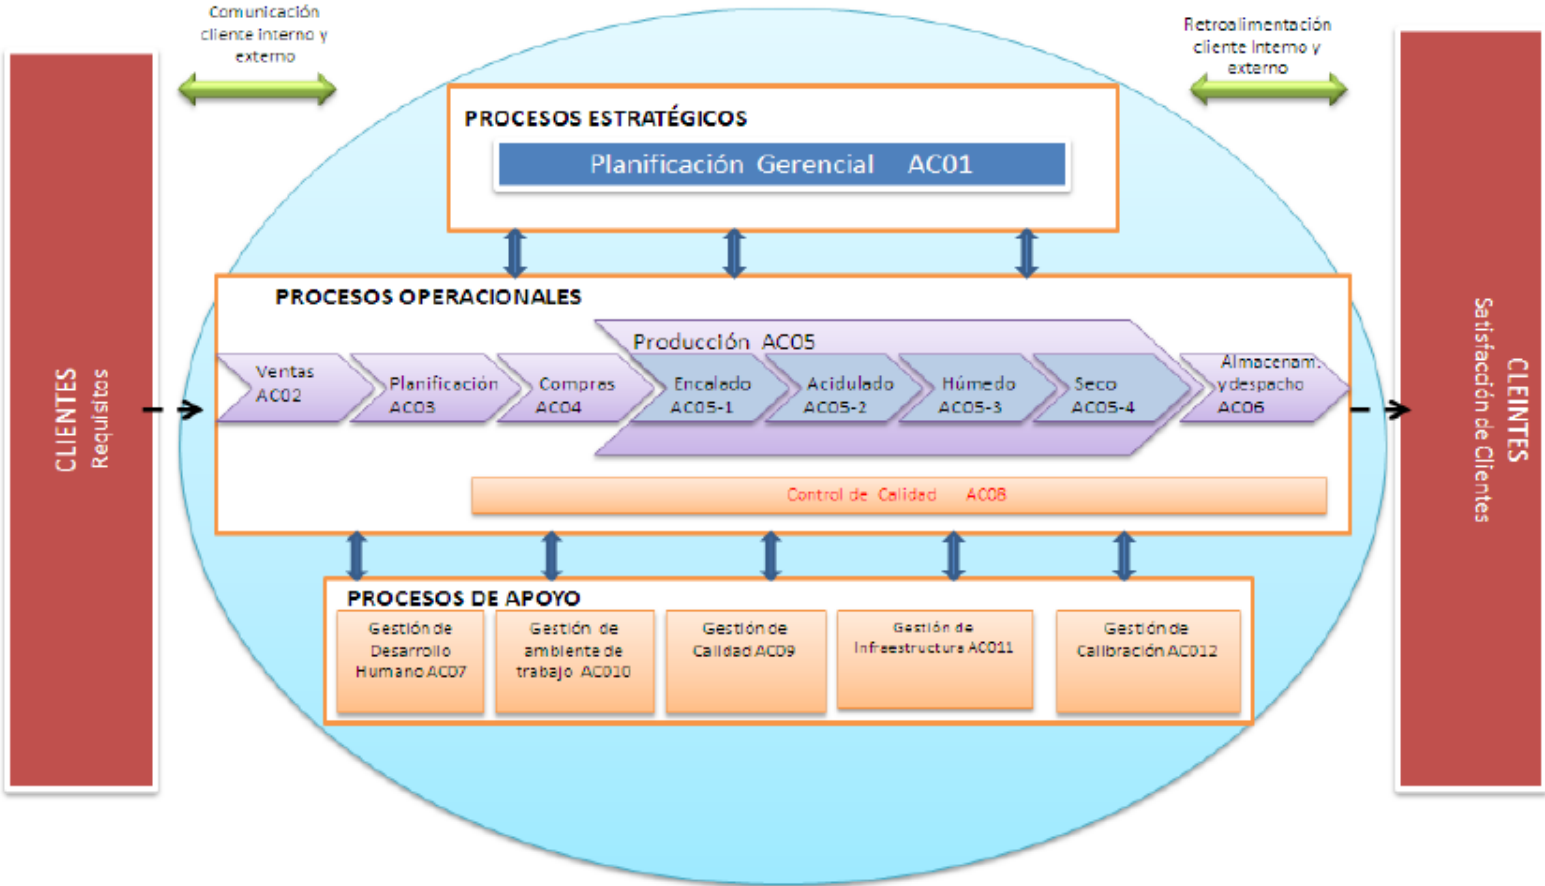 Comunicación
cliente interno y
externo
Retroalimentación
cliente Interno y
externo
CLIENTES
Requisitos
PROCESOS ESTRATÉGICOS
Planificación Gerencial AC01
PROCESOS OPERACIONALES
Producción AC05
Ventas
AC02
Planificación
AC03
Compras
AC04
Encalado
AC05-1
Acidulado
AC05-2
Húmedo
AC05-3
Seco
AC05-4
Almacenam.
y despacho
AC06
Control de Calidad AC08
PROCESOS DE APOYO
Gestión de
Desarrollo
Humano AC07
Gestión de
ambiente de
trabajo AC010
Gestión de
Calidad AC09
Gestión de
Infraestructura AC011
Gestión de
Calibración AC012
CLEINTES
Satisfacción de Clientes